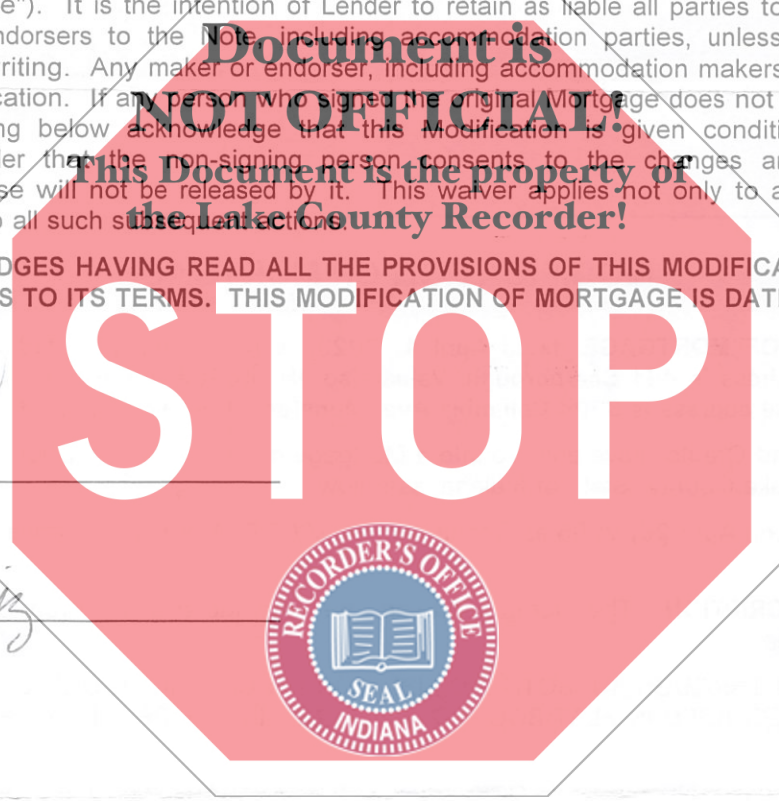 e"). It is the intention of Lender to retain as liable all parties to
ndorsers to the Note, including accommodation parties, unless
Document is
riting. Any maker or endorser, including accommodation makers
cation. If any person who signed the original Mortgage does not
NOT OFFICIAL!
ng below acknowledge that this Modification is given conditi
der that the non-signing person consents to the changes an
This Document is the property of
se will not be released by it. This waiver applies not only to a
the Lake County Recorder!
o all such subsequent actions.
DGES HAVING READ ALL THE PROVISIONS OF THIS MODIFICA
S TO ITS TERMS. THIS MODIFICATION OF MORTGAGE IS DATE
STOP
RECORDER'S OFFICE
SEAL
INDIANA